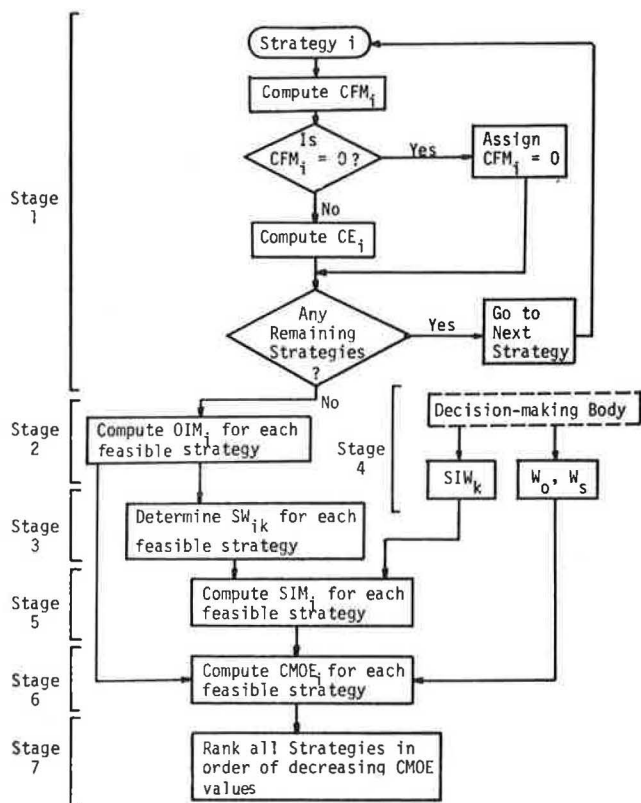 Strategy i
Compute CFMi
Is
CFMi = 0?
Yes
Assign
CFMi = 0
No
Compute CEi
Stage
1
Any
Remaining
Strategies
?
Yes
Go to
Next
Strategy
No
Stage
2
Compute OIMi for each
feasible strategy
Stage
4
Decision-making Body
SIWk
Wo, Ws
Stage
3
Determine SWik for each
feasible strategy
Stage
5
Compute SIMi for each
feasible strategy
Stage
6
Compute CMOEi for each
feasible strategy
Stage
7
Rank all Strategies in
order of decreasing CMOE
values